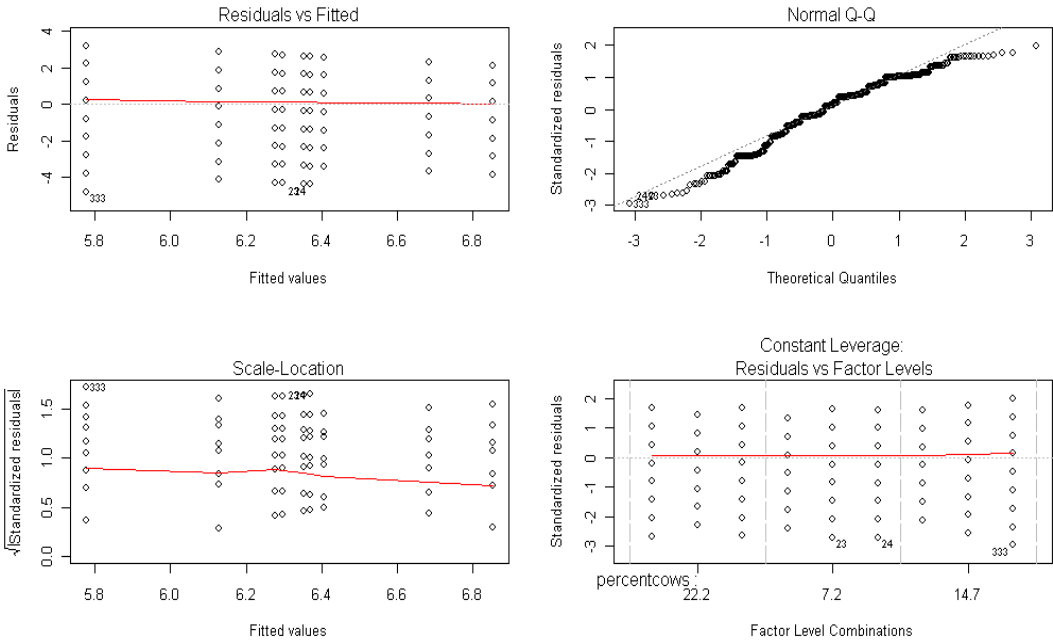 Residuals vs Fitted
Residuals
4
2
0
-2
-4
333
5.8 6.0 6.2 6.4 6.6 6.8
Fitted values
Normal Q-Q
Standardized residuals
2
1
0
-1
-2
-3
333
-3 -2 -1 0 1 2 3
Theoretical Quantiles
Scale-Location
√|Standardized residuals|
1.5
1.0
0.5
0.0
333
5.8 6.0 6.2 6.4 6.6 6.8
Fitted values
Constant Leverage:
Residuals vs Factor Levels
Standardized residuals
2
1
0
-1
-2
-3
23
24
333
percentcows :
22.2 7.2 14.7
Factor Level Combinations